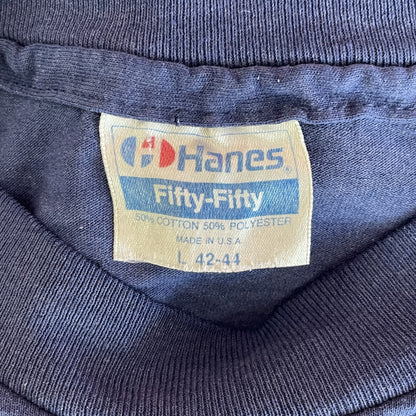 Hanes®
Fifty-Fifty
50% COTTON 50% POLYESTER
MADE IN U.S.A.
L 42-44